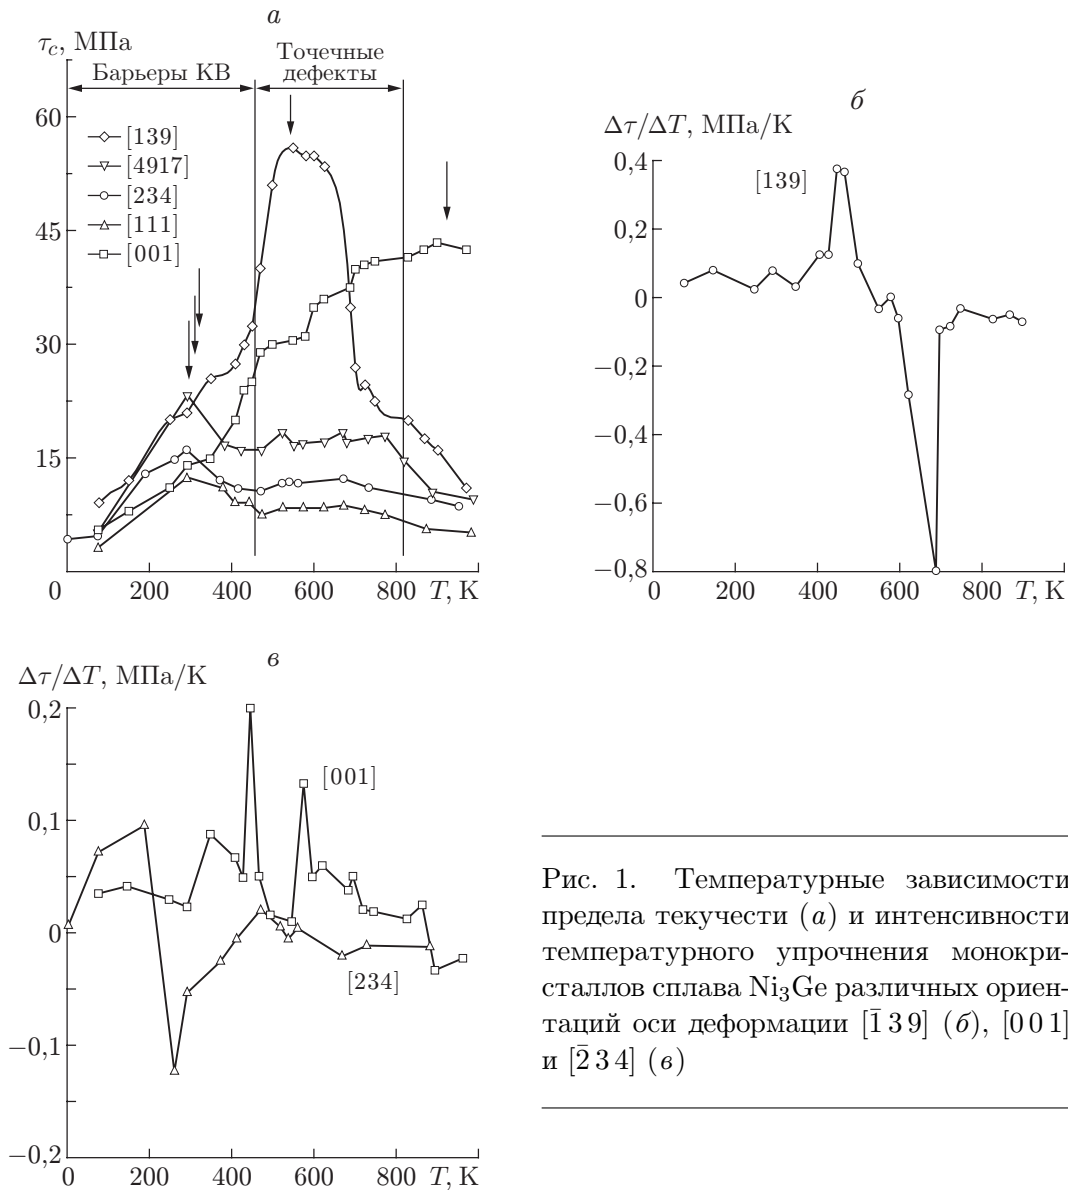 а
τc, МПа
Барьеры КВ
Точечные
дефекты
60
45
30
15
[139]
[4917]
[234]
[111]
[001]
0 200 400 600 800 T, К
б
Δτ/ΔT, МПа/К
[139]
0,4
0,2
0
−0,2
−0,4
−0,6
−0,8
0 200 400 600 800 T, К
в
Δτ/ΔT, МПа/К
0,2
0,1
0
−0,1
−0,2
[001]
[234]
0 200 400 600 800 T, К
Рис. 1. Температурные зависимости
предела текучести (а) и интенсивности
температурного упрочнения монокри-
сталлов сплава Ni₃Ge различных ориен-
таций оси деформации [1̄ 3 9] (б), [0 0 1]
и [2̄ 3 4] (в)